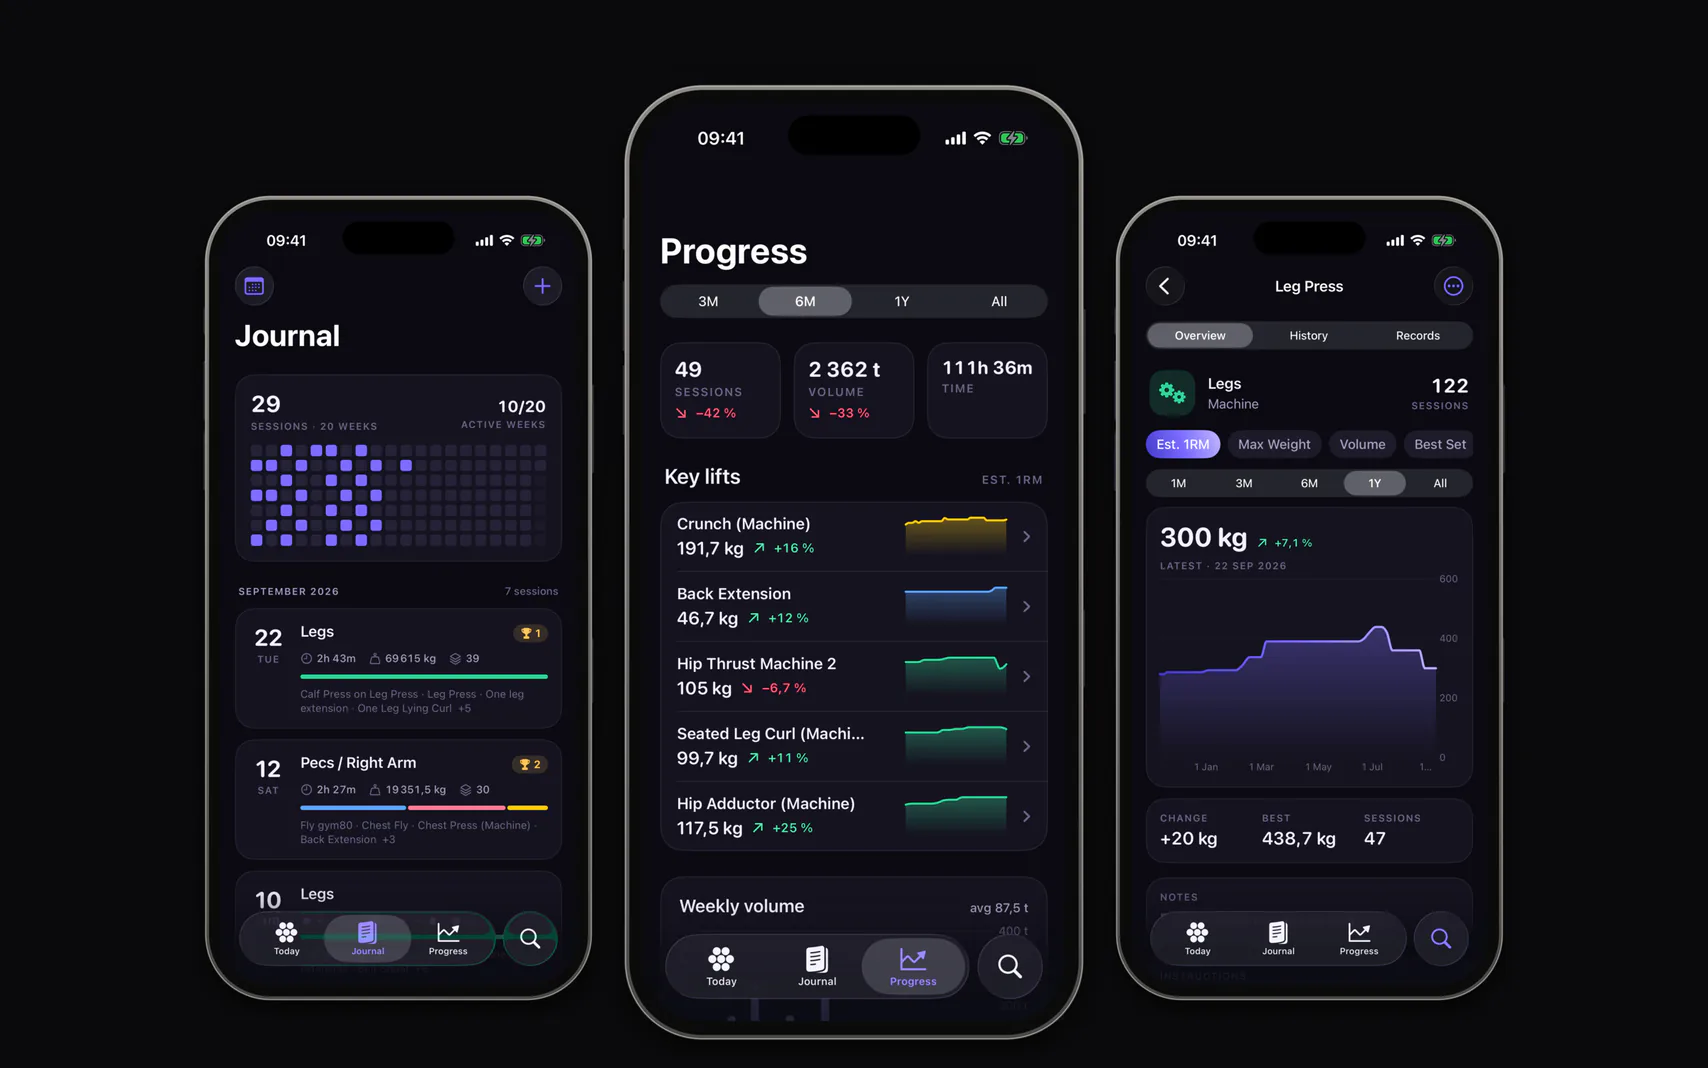 09:41
Journal
29
SESSIONS · 20 WEEKS
10/20
ACTIVE WEEKS
SEPTEMBER 2026
7 sessions
22
TUE
Legs
1
2h 43m
69 615 kg
39
Calf Press on Leg Press · Leg Press · One leg
extension · One Leg Lying Curl +5
12
SAT
Pecs / Right Arm
2
2h 27m
19 351,5 kg
30
Fly gym80 · Chest Fly · Chest Press (Machine) ·
Back Extension +3
10
Legs
Today
Journal
Progress
09:41
Progress
3M
6M
1Y
All
49
SESSIONS
−42 %
2 362 t
VOLUME
−33 %
111h 36m
TIME
Key lifts
EST. 1RM
Crunch (Machine)
191,7 kg
+16 %
Back Extension
46,7 kg
+12 %
Hip Thrust Machine 2
105 kg
−6,7 %
Seated Leg Curl (Machi...
99,7 kg
+11 %
Hip Adductor (Machine)
117,5 kg
+25 %
Weekly volume
avg 87,5 t
400 t
Today
Journal
Progress
09:41
Leg Press
Overview
History
Records
Legs
Machine
122
SESSIONS
Est. 1RM
Max Weight
Volume
Best Set
1M
3M
6M
1Y
All
300 kg
+7,1 %
LATEST · 22 SEP 2026
600
400
200
0
1 Jan
1 Mar
1 May
1 Jul
1...
CHANGE
+20 kg
BEST
438,7 kg
SESSIONS
47
NOTES
Today
Journal
Progress
INSTRUCTIONS